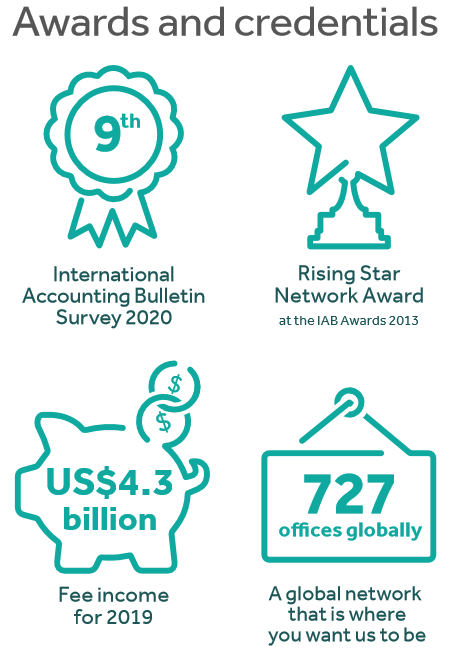 Awards and credentials
9th
International
Accounting Bulletin
Survey 2020
Rising Star
Network Award
at the IAB Awards 2013
$
$
US$4.3
billion
Fee income
for 2019
727
offices globally
A global network
that is where
you want us to be